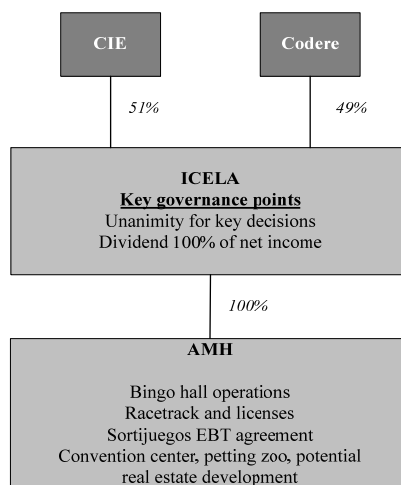 CIE
Codere
51%
49%
ICELA
Key governance points
Unanimity for key decisions
Dividend 100% of net income
100%
AMH
Bingo hall operations
Racetrack and licenses
Sortijuegos EBT agreement
Convention center, petting zoo, potential
real estate development